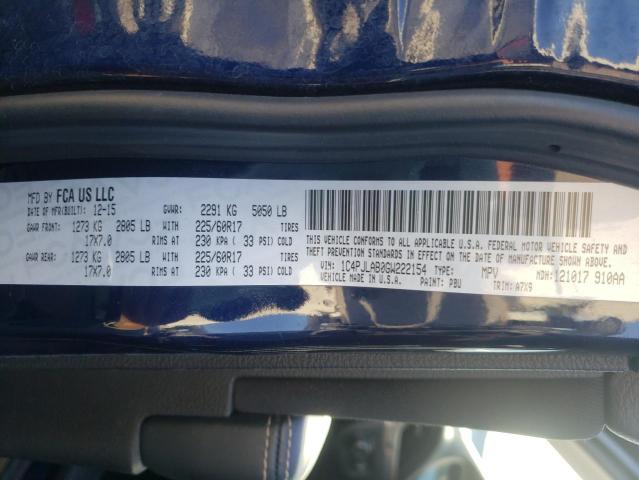 MFD BY FCA US LLC
DATE OF MFR(BUILT): 12-15 GVWR: 2291 KG 5050 LB
GAWR FRONT: 1273 KG 2805 LB WITH 225/60R17
17X7.0 RIMS AT 230 KPA ( 33 PSI) COLD
GAWR REAR: 1273 KG 2805 LB WITH 225/60R17
17X7.0 RIMS AT 230 KPA ( 33 PSI) COLD
THIS VEHICLE CONFORMS TO ALL APPLICABLE U.S.A. FEDERAL MOTOR VEHICLE SAFETY AND
THEFT PREVENTION STANDARDS IN EFFECT ON THE DATE OF MANUFACTURE SHOWN ABOVE.
VIN: 1C4PJLAB0GW222154 TYPE: MPV MDH: 121017 910AA
VEHICLE MADE IN U.S.A. PAINT: PBU TRIM: A7X9